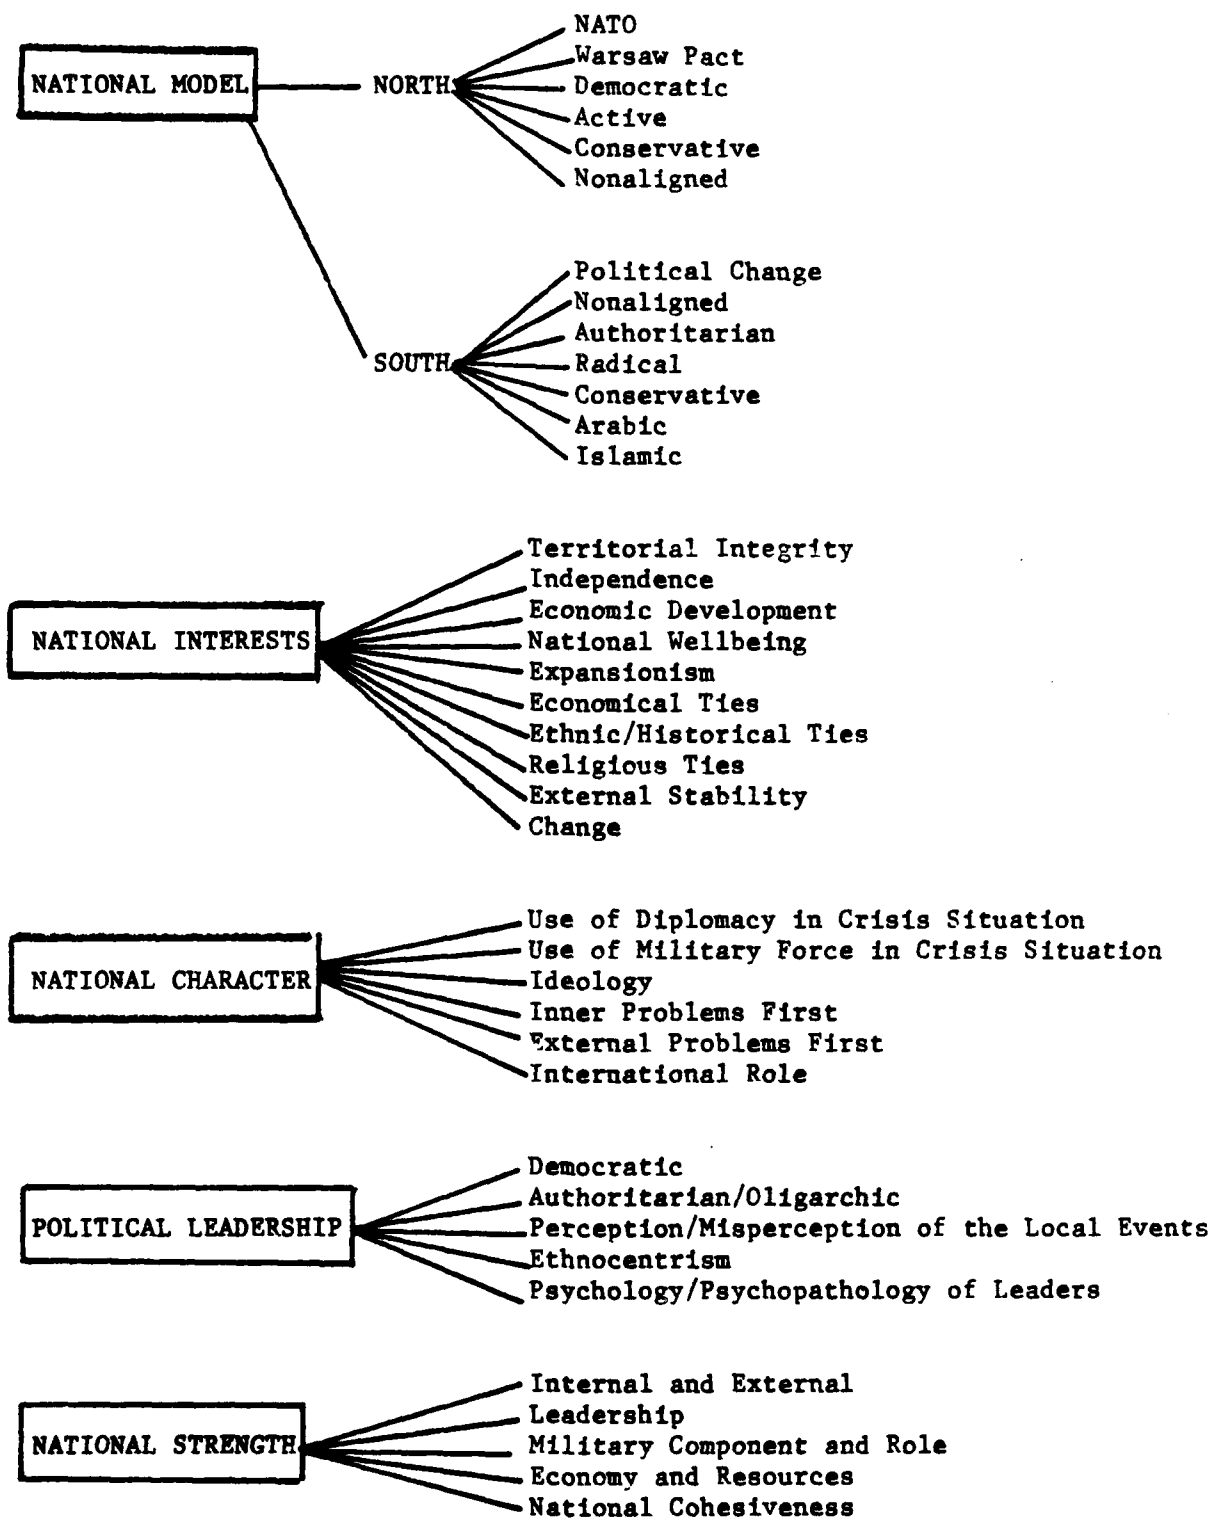 NATIONAL MODEL
NORTH
NATO
Warsaw Pact
Democratic
Active
Conservative
Nonaligned
SOUTH
Political Change
Nonaligned
Authoritarian
Radical
Conservative
Arabic
Islamic
NATIONAL INTERESTS
Territorial Integrity
Independence
Economic Development
National Wellbeing
Expansionism
Economical Ties
Ethnic/Historical Ties
Religious Ties
External Stability
Change
NATIONAL CHARACTER
Use of Diplomacy in Crisis Situation
Use of Military Force in Crisis Situation
Ideology
Inner Problems First
External Problems First
International Role
POLITICAL LEADERSHIP
Democratic
Authoritarian/Oligarchic
Perception/Misperception of the Local Events
Ethnocentrism
Psychology/Psychopathology of Leaders
NATIONAL STRENGTH
Internal and External
Leadership
Military Component and Role
Economy and Resources
National Cohesiveness